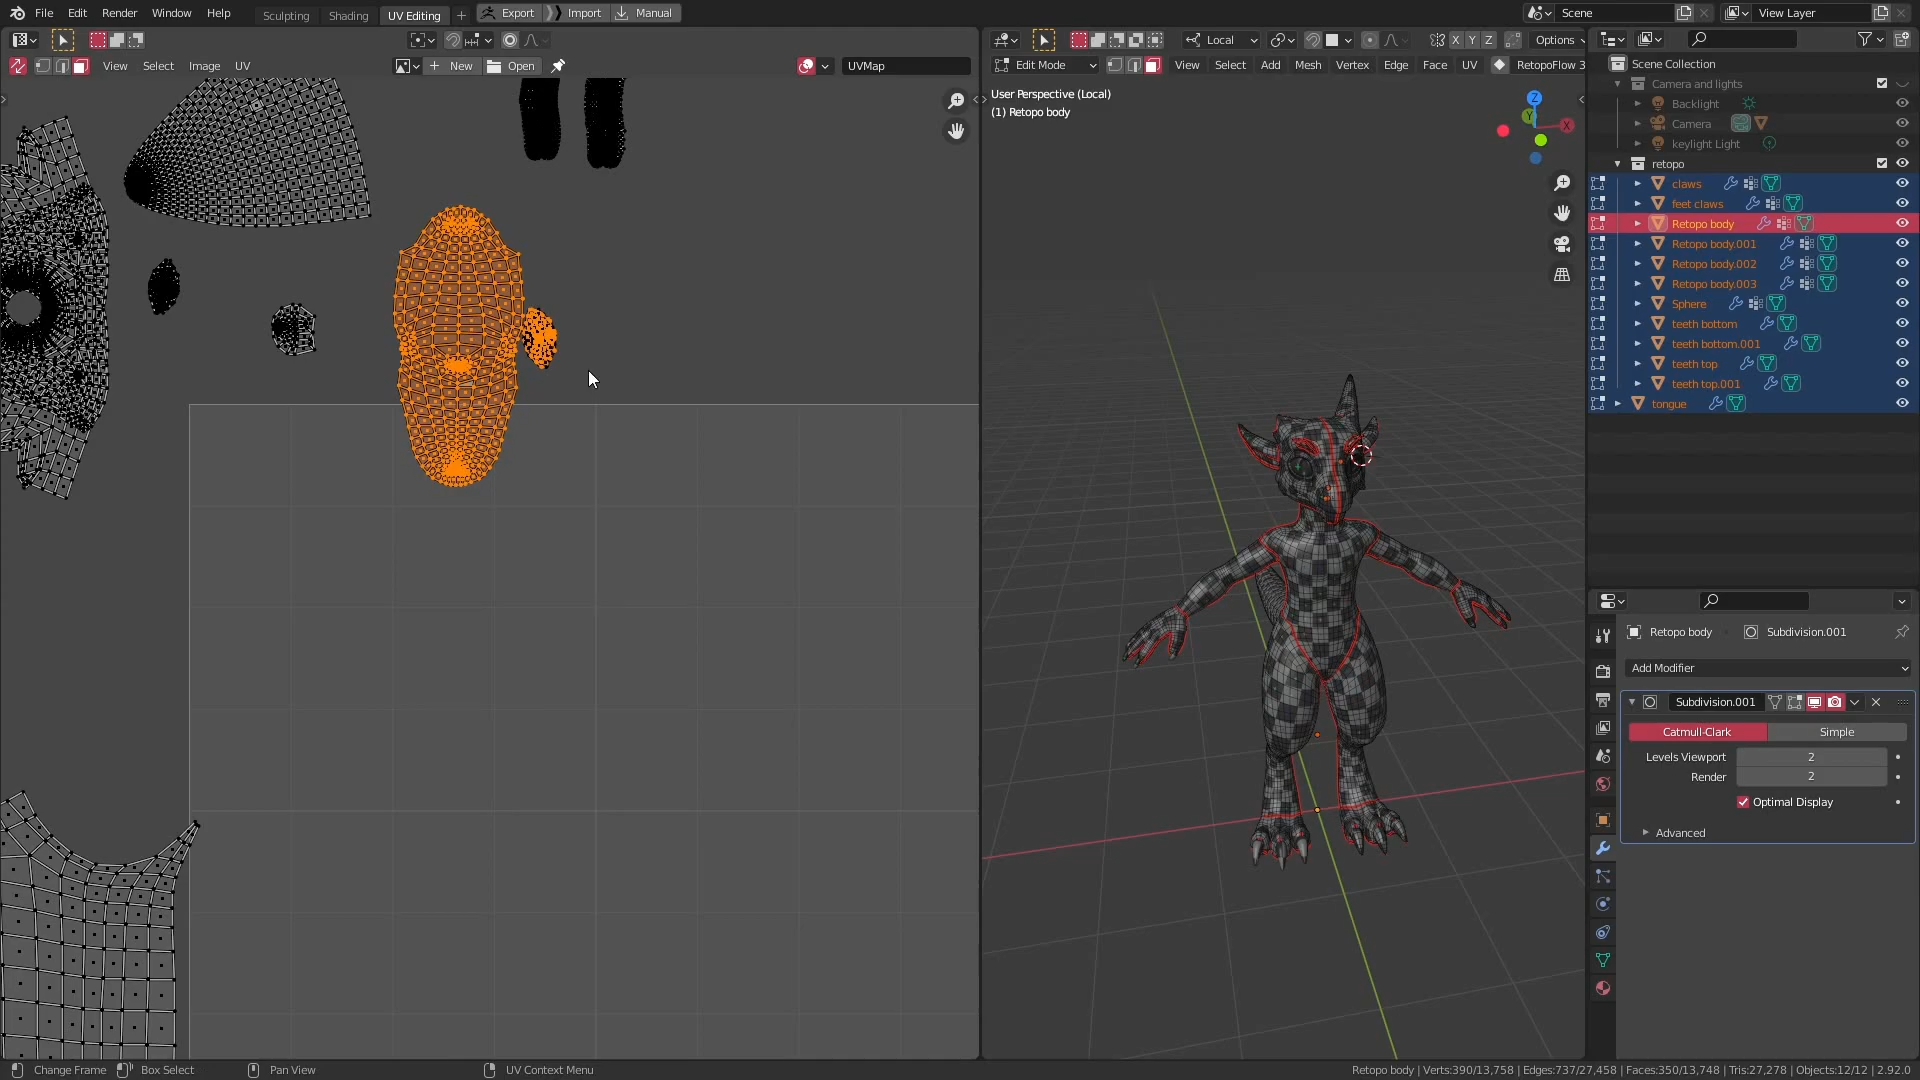 File Edit Render Window Help Sculpting Shading UV Editing + Export Import Manual Scene View Layer
Local X Y Z Options
View Select Image UV New Open UVMap Edit Mode View Select Add Mesh Vertex Edge Face UV RetopoFlow 3
User Perspective (Local)
(1) Retopo body
Z
Y
X
Scene Collection
Camera and lights
Backlight
Camera
keylight Light
retopo
claws
feet claws
Retopo body
Retopo body.001
Retopo body.002
Retopo body.003
Sphere
teeth bottom
teeth bottom.001
teeth top
teeth top.001
tongue
Retopo body Subdivision.001
Add Modifier
Subdivision.001
Catmull-Clark Simple
Levels Viewport 2
Render 2
Optimal Display
Advanced
Change Frame Box Select Pan View UV Context Menu Retopo body | Verts:390/13,758 | Edges:737/27,458 | Faces:350/13,748 | Tris:27,278 | Objects:12/12 | 2.92.0